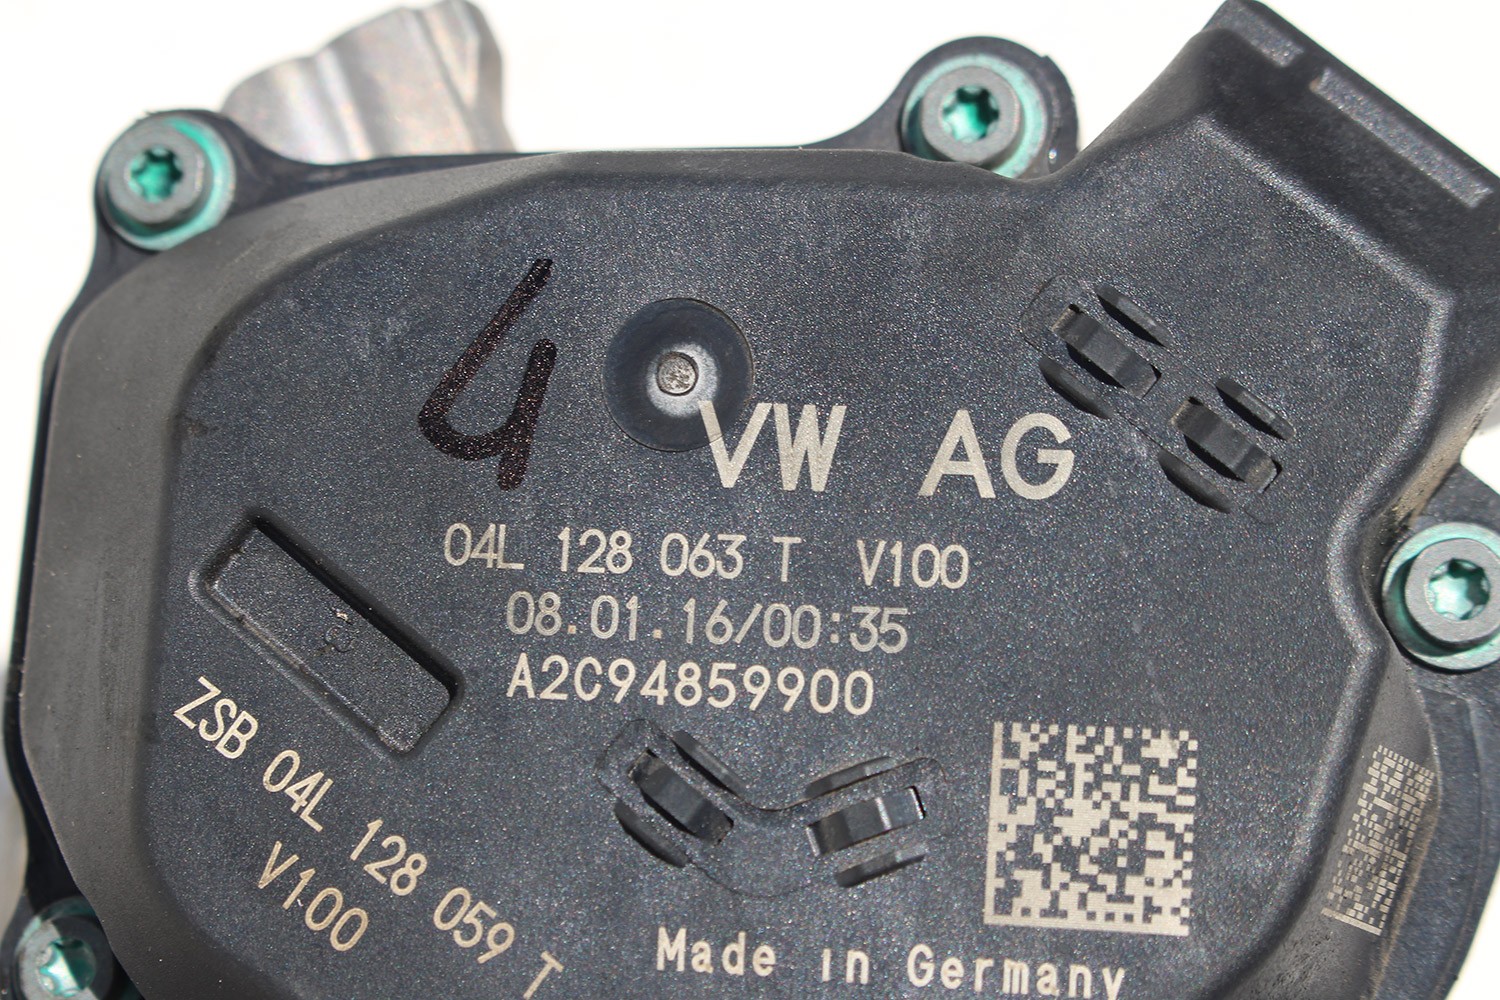 4
VW AG
04L 128 063 T V100
08.01.16/00:35
A2C94859900
ZSB 04L 128 059 T
V100
Made in Germany